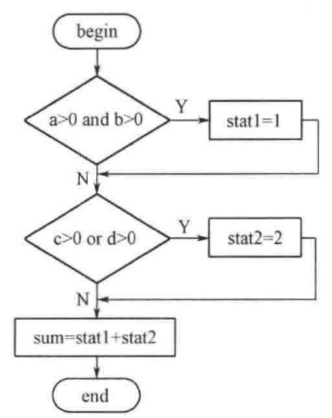 begin
a>0 and b>0
Y
stat1=1
N
c>0 or d>0
Y
stat2=2
N
sum=stat1+stat2
end